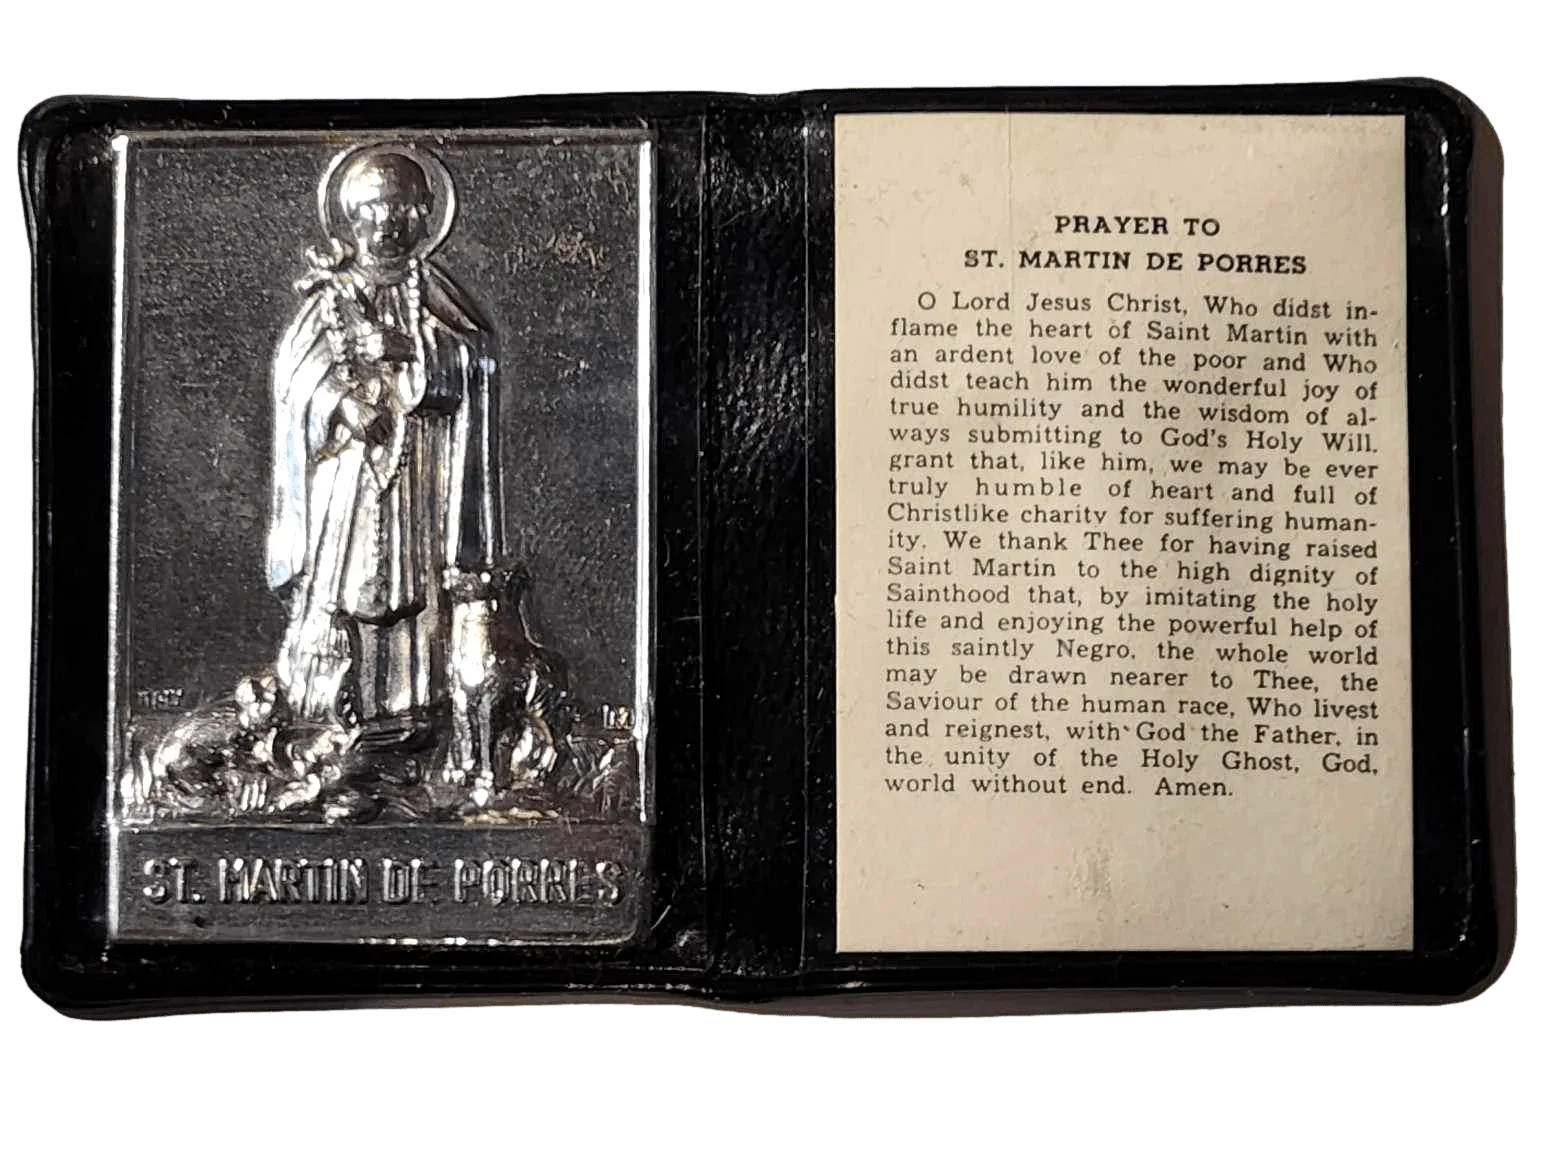 ST. MARTIN DE PORRES
PRAYER TO
ST. MARTIN DE PORRES
O Lord Jesus Christ, Who didst in-
flame the heart of Saint Martin with
an ardent love of the poor and Who
didst teach him the wonderful joy of
true humility and the wisdom of al-
ways submitting to God's Holy Will,
grant that, like him, we may be ever
truly humble of heart and full of
Christlike charity for suffering human-
ity. We thank Thee for having raised
Saint Martin to the high dignity of
Sainthood that, by imitating the holy
life and enjoying the powerful help of
this saintly Negro, the whole world
may be drawn nearer to Thee, the
Saviour of the human race, Who livest
and reignest, with God the Father, in
the unity of the Holy Ghost, God,
world without end. Amen.